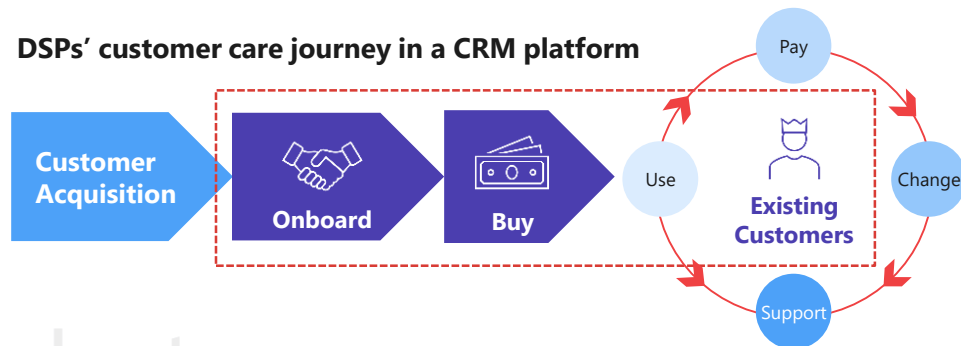 DSPs' customer care journey in a CRM platform
Customer
Acquisition
Onboard
Buy
Use
Pay
Change
Support
Existing
Customers